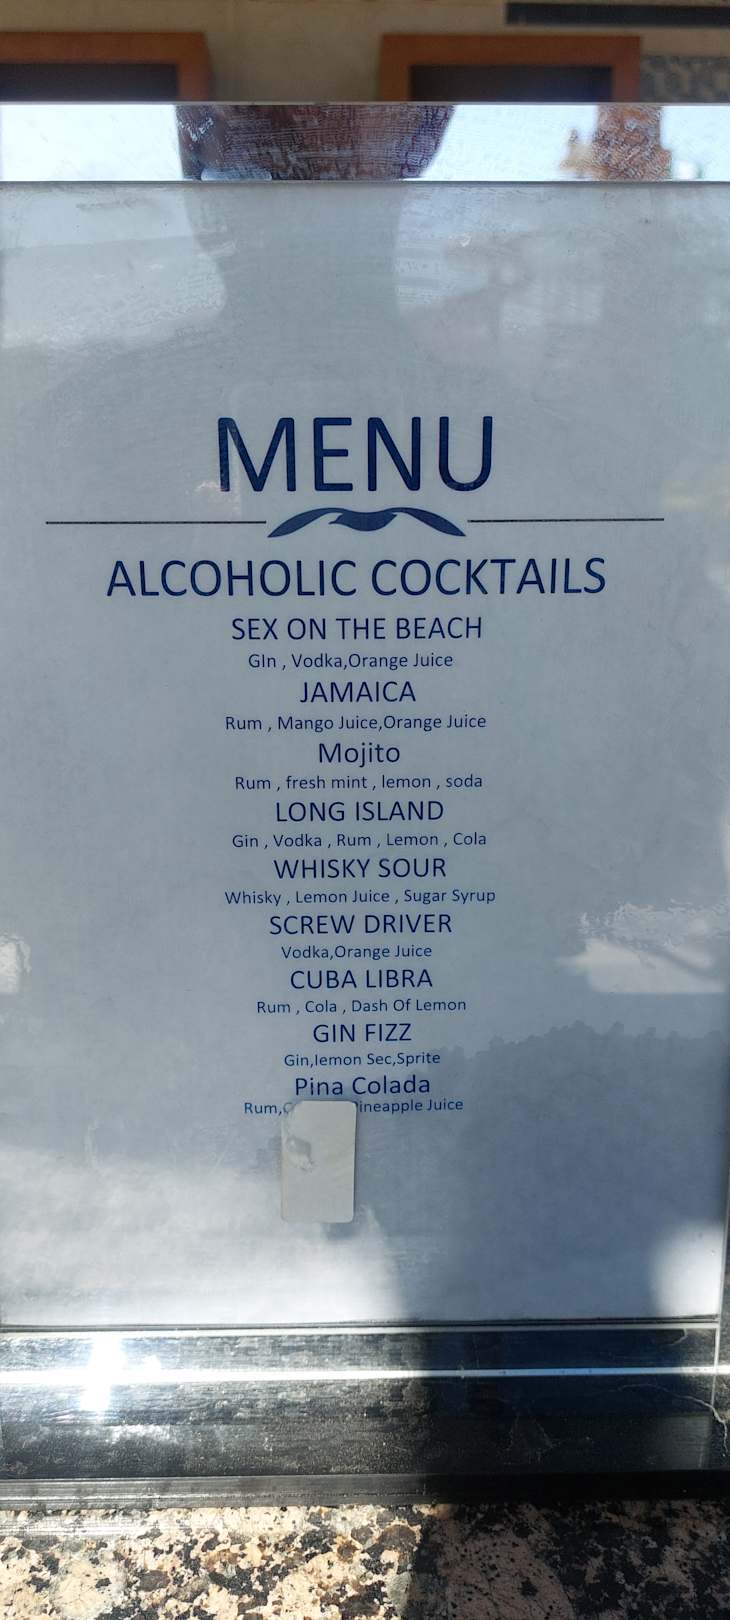 MENU
ALCOHOLIC COCKTAILS
SEX ON THE BEACH
GIn , Vodka,Orange Juice
JAMAICA
Rum , Mango Juice,Orange Juice
Mojito
Rum , fresh mint , lemon , soda
LONG ISLAND
Gin , Vodka , Rum , Lemon , Cola
WHISKY SOUR
Whisky , Lemon Juice , Sugar Syrup
SCREW DRIVER
Vodka,Orange Juice
CUBA LIBRA
Rum , Cola , Dash Of Lemon
GIN FIZZ
Gin,lemon Sec,Sprite
Pina Colada
Rum, Juice